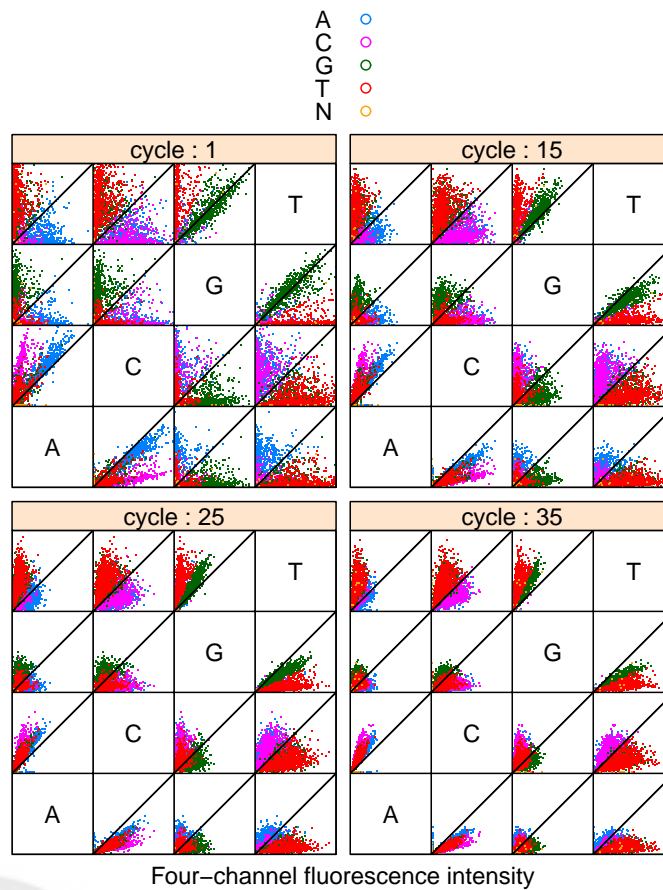 A
C
G
T
N
cycle : 1
T
G
C
A
cycle : 15
T
G
C
A
cycle : 25
T
G
C
A
cycle : 35
T
G
C
A
Four−channel fluorescence intensity